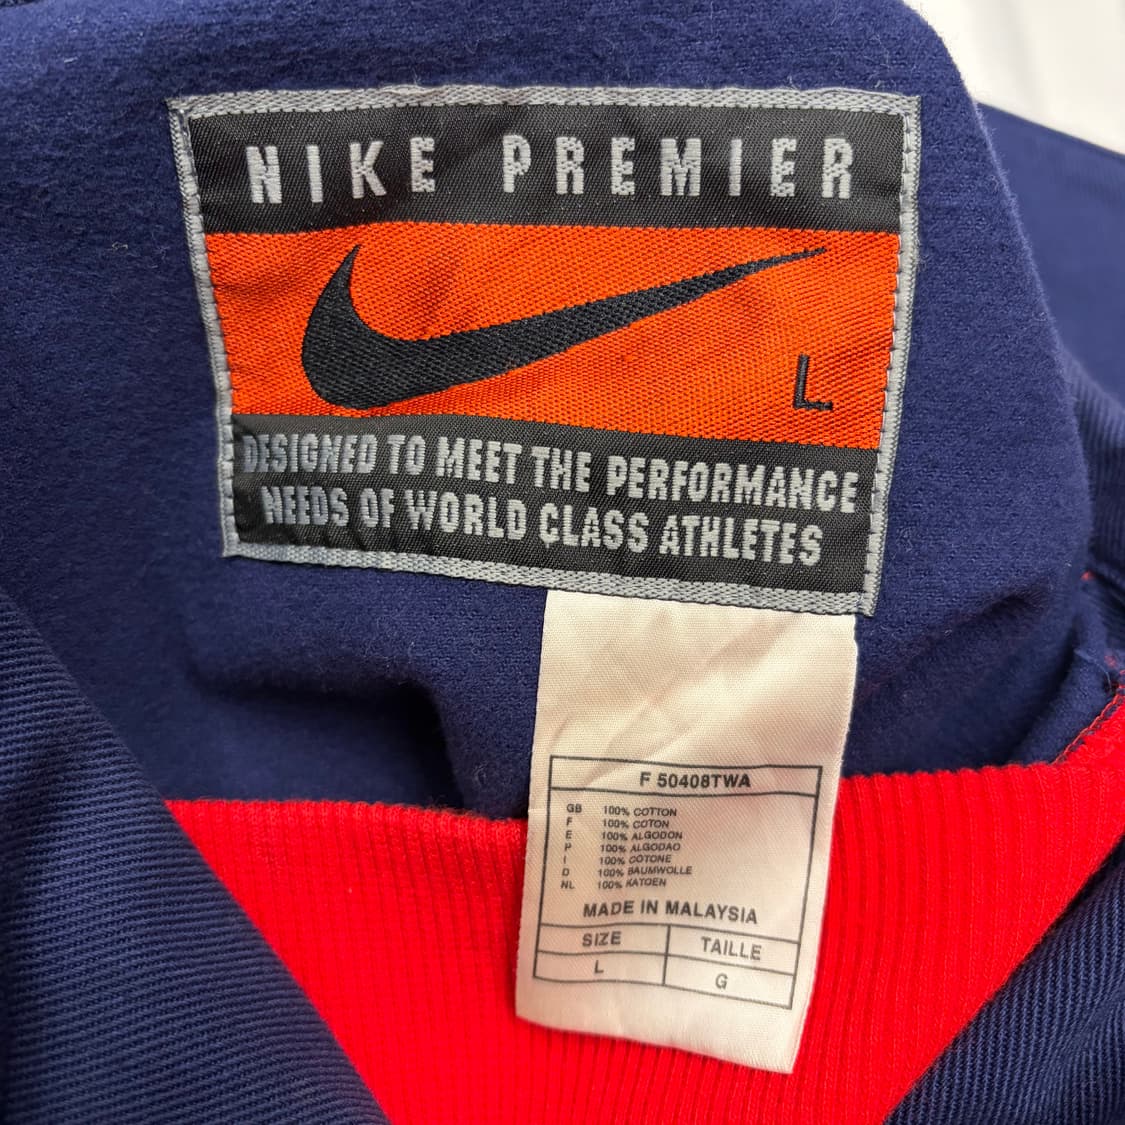 NIKE PREMIER
L
DESIGNED TO MEET THE PERFORMANCE
NEEDS OF WORLD CLASS ATHLETES
F 50408TWA
GB 100% COTTON
F 100% COTON
E 100% ALGODON
P 100% ALGODAO
I 100% COTONE
D 100% BAUMWOLLE
NL 100% KATOEN
MADE IN MALAYSIA
SIZE TAILLE
L G